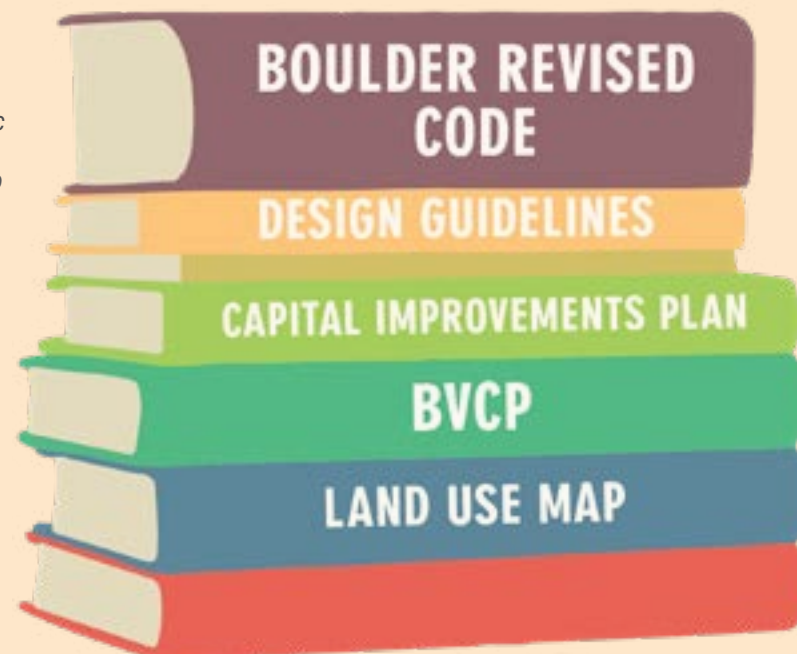 BOULDER REVISED
CODE
DESIGN GUIDELINES
CAPITAL IMPROVEMENTS PLAN
BVCP
LAND USE MAP